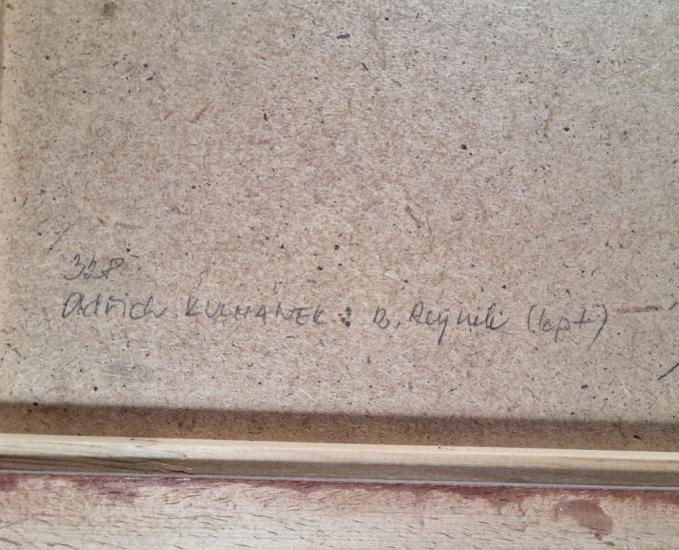 328
Oldřich KULHÁNEK : B. Reynek (lept)